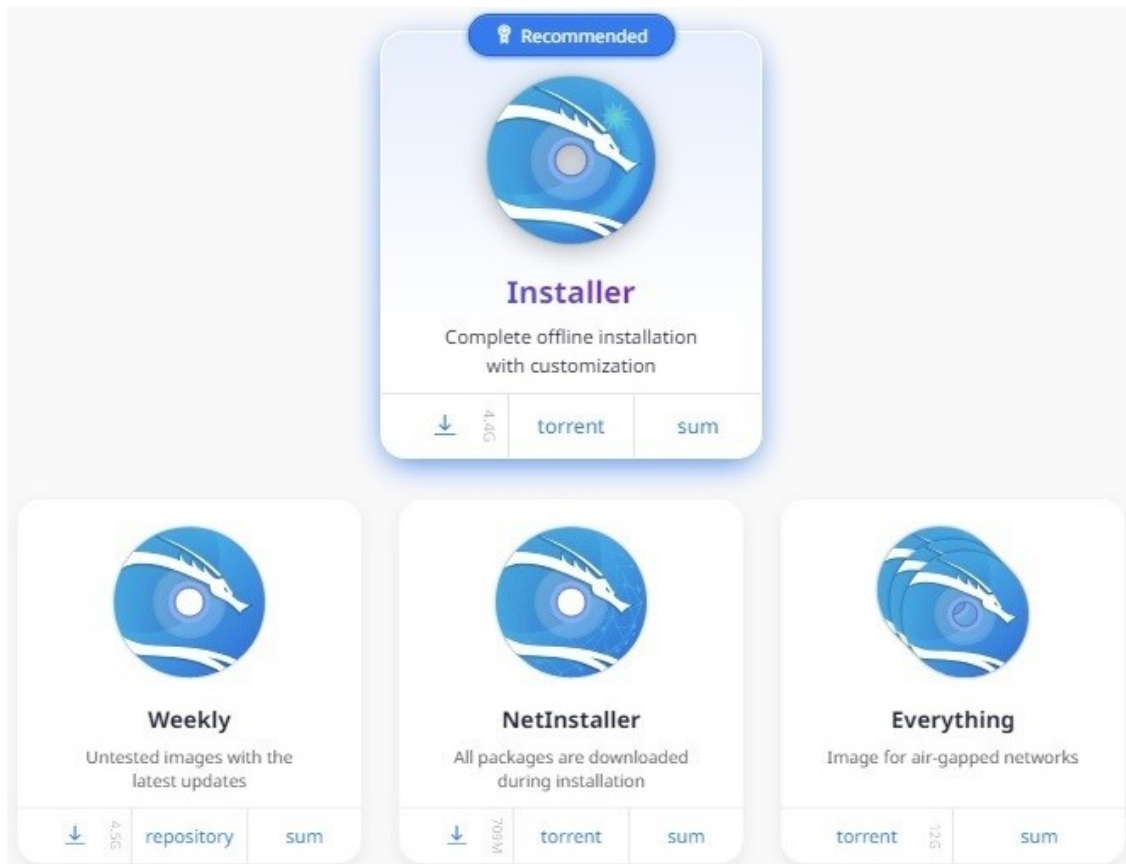 Recommended
Installer
Complete offline installation
with customization
4.4G
torrent
sum
Weekly
Untested images with the
latest updates
4.5G
repository
sum
NetInstaller
All packages are downloaded
during installation
709M
torrent
sum
Everything
Image for air-gapped networks
torrent
12G
sum